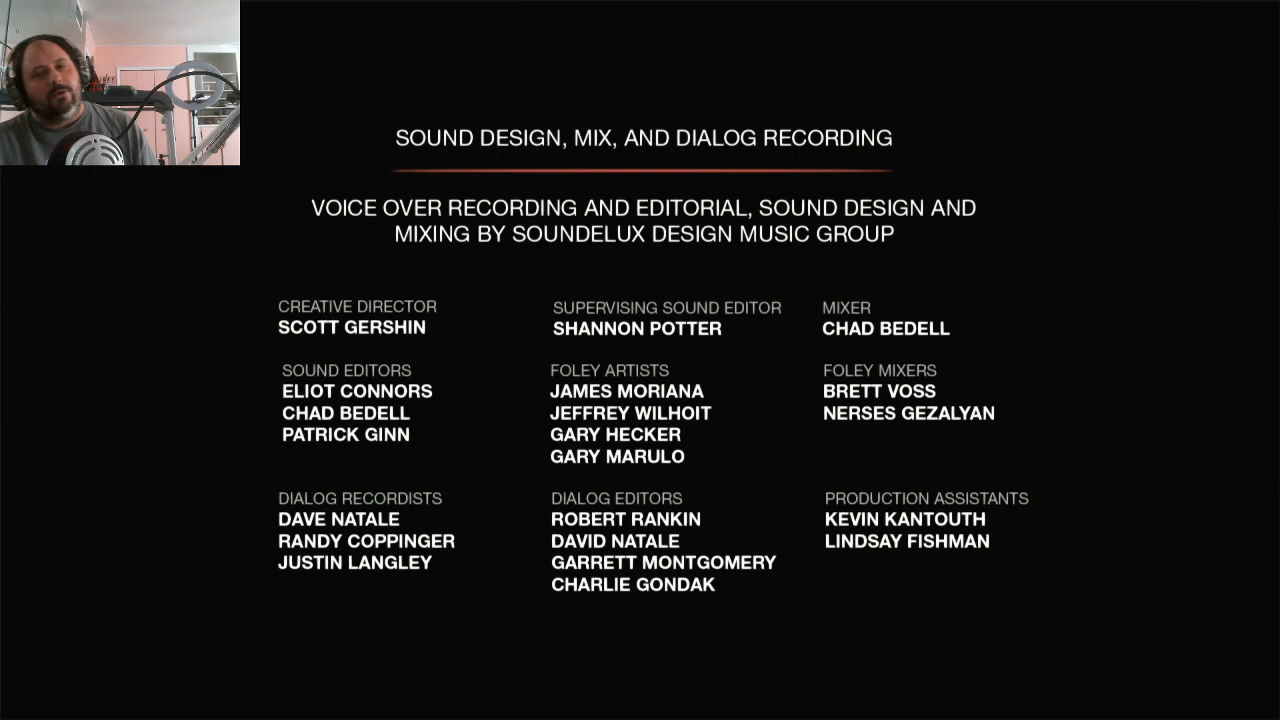 SOUND DESIGN, MIX, AND DIALOG RECORDING
VOICE OVER RECORDING AND EDITORIAL, SOUND DESIGN AND
MIXING BY SOUNDELUX DESIGN MUSIC GROUP
CREATIVE DIRECTOR
SCOTT GERSHIN
SUPERVISING SOUND EDITOR
SHANNON POTTER
MIXER
CHAD BEDELL
SOUND EDITORS
ELIOT CONNORS
CHAD BEDELL
PATRICK GINN
FOLEY ARTISTS
JAMES MORIANA
JEFFREY WILHOIT
GARY HECKER
GARY MARULO
FOLEY MIXERS
BRETT VOSS
NERSES GEZALYAN
DIALOG RECORDISTS
DAVE NATALE
RANDY COPPINGER
JUSTIN LANGLEY
DIALOG EDITORS
ROBERT RANKIN
DAVID NATALE
GARRETT MONTGOMERY
CHARLIE GONDAK
PRODUCTION ASSISTANTS
KEVIN KANTOUTH
LINDSAY FISHMAN